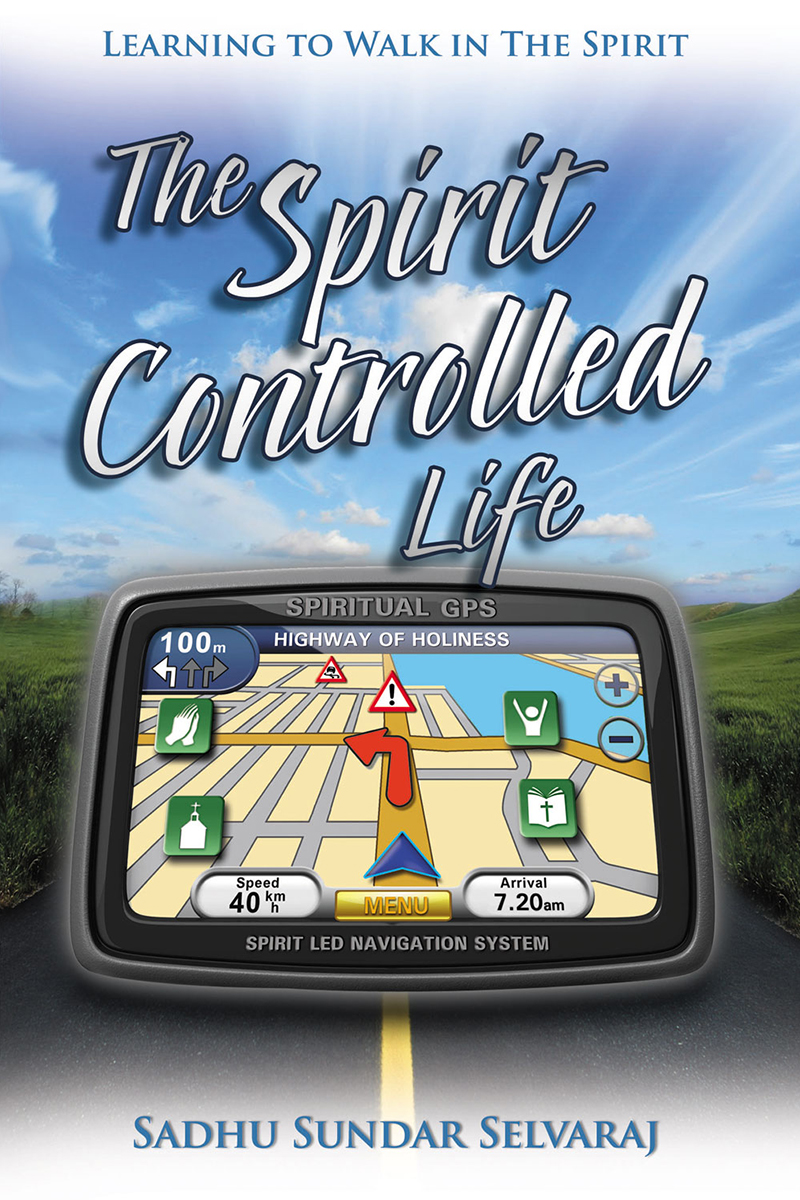 LEARNING TO WALK IN THE SPIRIT
The
Spirit
Controlled
Life
SPIRITUAL GPS
100m
HIGHWAY OF HOLINESS
!
+
-
Speed
40 km/h
MENU
Arrival
7.20am
SPIRIT LED NAVIGATION SYSTEM
SADHU SUNDAR SELVARAJ